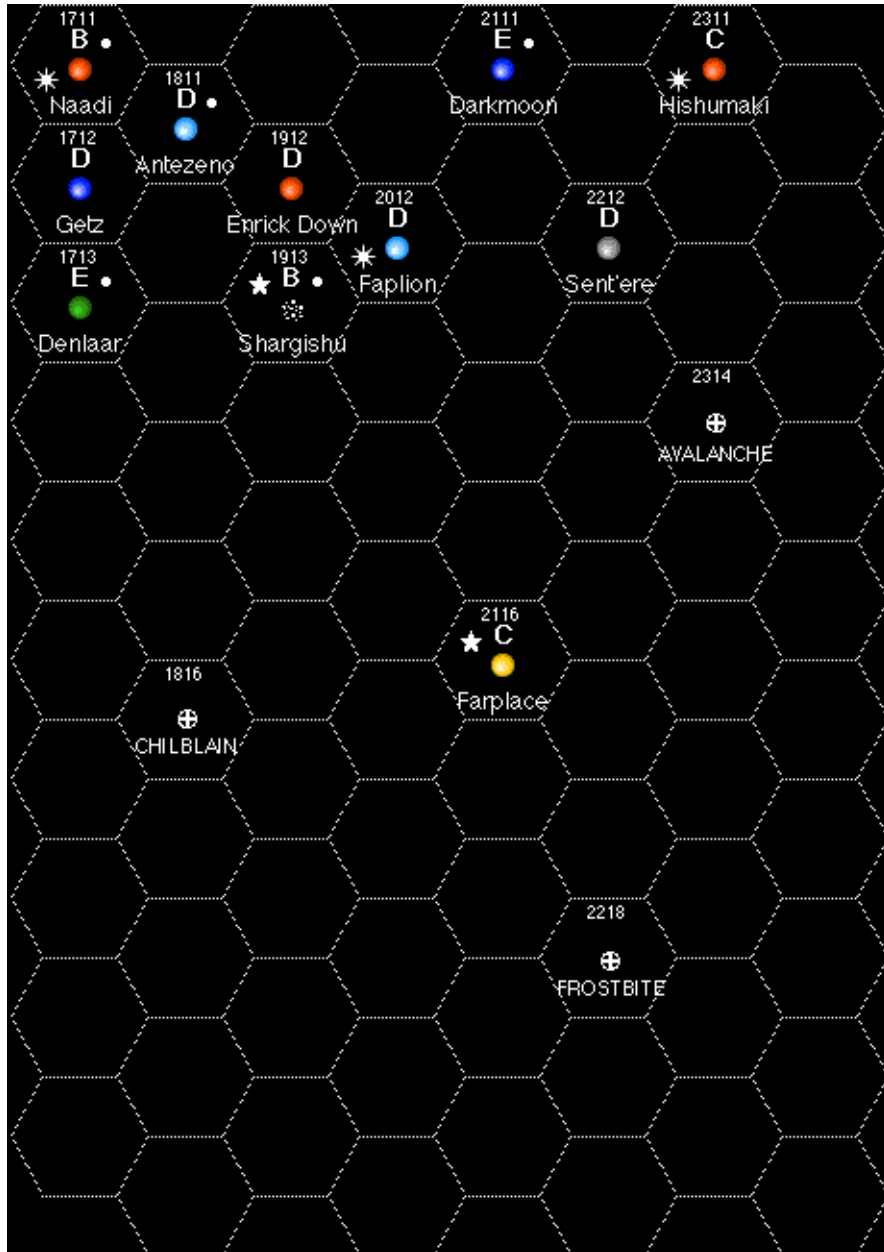 1711
B
Naadi
2111
E
Darkmoon
2311
C
Hishumaki
1811
D
Antezeno
1712
D
Getz
1912
D
Enrick Down
2012
D
Faplion
2212
D
Sent'ere
1713
E
Denlaar
1913
B
Shargishu
2314
AVALANCHE
2116
C
Farplace
1816
CHILBLAIN
2218
FROSTBITE